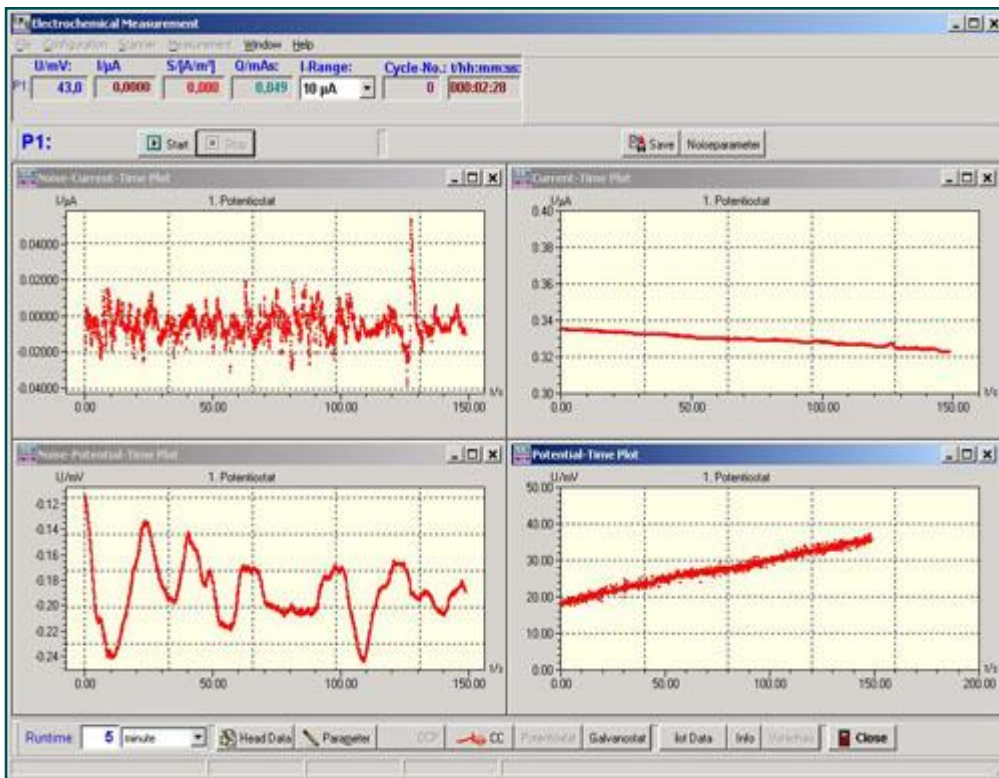 Electrochemical Measurement
File Configuration Scanner Measurement Window Help
U/mV: I/µA S/[A/m²] Q/mAs: I-Range: Cycle-No.: t/hh:mm:ss:
P1 43,0 0,0000 0,000 0,049 10 µA 0 000:02:28
P1: Start Stop Save Noiseparameter
Noise-Current-Time Plot
I/µA 1. Potentiostat
0.04000
0.02000
0.00000
-0.02000
-0.04000
0.00 50.00 100.00 150.00 t/s
Current-Time Plot
I/µA 1. Potentiostat
0.40
0.38
0.36
0.34
0.32
0.30
0.00 50.00 100.00 150.00 t/s
Noise-Potential-Time Plot
U/mV 1. Potentiostat
-0.12
-0.14
-0.16
-0.18
-0.20
-0.22
-0.24
0.00 50.00 100.00 150.00 t/s
Potential-Time Plot
U/mV 1. Potentiostat
50.00
40.00
30.00
20.00
10.00
0.00
0.00 50.00 100.00 150.00 200.00 t/s
Runtime 5 minute Head Data Parameter OCP CC Potentiostat Galvanostat list Data Info Vorschau Close